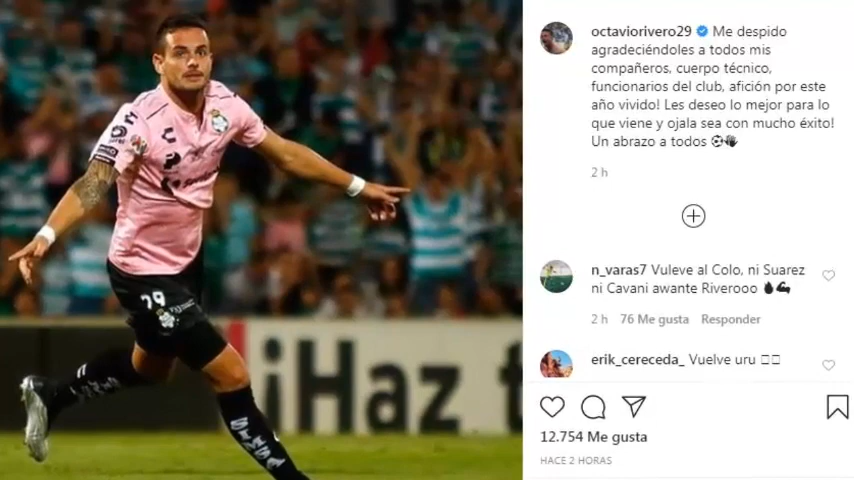 octaviorivero29 Me despido
agradeciéndoles a todos mis
compañeros, cuerpo técnico,
funcionarios del club, afición por este
año vivido! Les deseo lo mejor para lo
que viene y ojala sea con mucho éxito!
Un abrazo a todos ⚽👋
2 h
n_varas7 Vuleve al Colo, ni Suarez
ni Cavani awante Riverooo 🔥💪
2 h 76 Me gusta Responder
erik_cereceda_ Vuelve uru
12.754 Me gusta
HACE 2 HORAS
29
¡Haz t